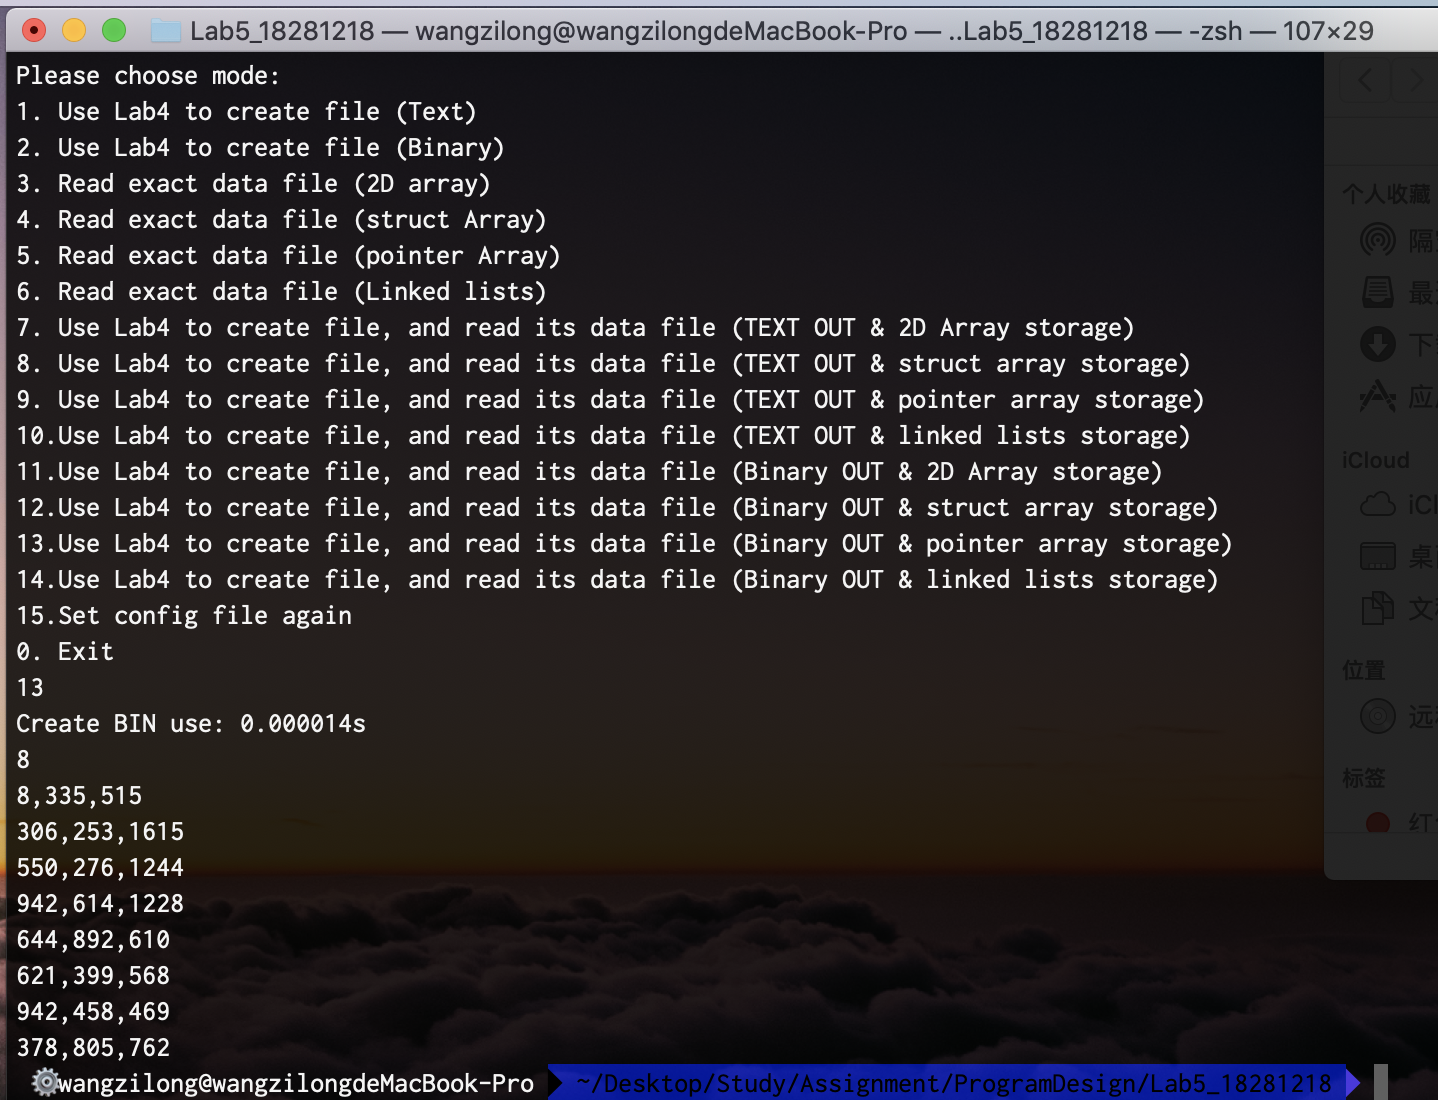 Lab5_18281218 — wangzilong@wangzilongdeMacBook-Pro — ..Lab5_18281218 — -zsh — 107×29
Please choose mode:
1. Use Lab4 to create file (Text)
2. Use Lab4 to create file (Binary)
3. Read exact data file (2D array)
4. Read exact data file (struct Array)
5. Read exact data file (pointer Array)
6. Read exact data file (Linked lists)
7. Use Lab4 to create file, and read its data file (TEXT OUT & 2D Array storage)
8. Use Lab4 to create file, and read its data file (TEXT OUT & struct array storage)
9. Use Lab4 to create file, and read its data file (TEXT OUT & pointer array storage)
10.Use Lab4 to create file, and read its data file (TEXT OUT & linked lists storage)
11.Use Lab4 to create file, and read its data file (Binary OUT & 2D Array storage)
12.Use Lab4 to create file, and read its data file (Binary OUT & struct array storage)
13.Use Lab4 to create file, and read its data file (Binary OUT & pointer array storage)
14.Use Lab4 to create file, and read its data file (Binary OUT & linked lists storage)
15.Set config file again
0. Exit
13
Create BIN use: 0.000014s
8
8,335,515
306,253,1615
550,276,1244
942,614,1228
644,892,610
621,399,568
942,458,469
378,805,762
wangzilong@wangzilongdeMacBook-Pro ~/Desktop/Study/Assignment/ProgramDesign/Lab5_18281218
个人收藏
iCloud
位置
标签